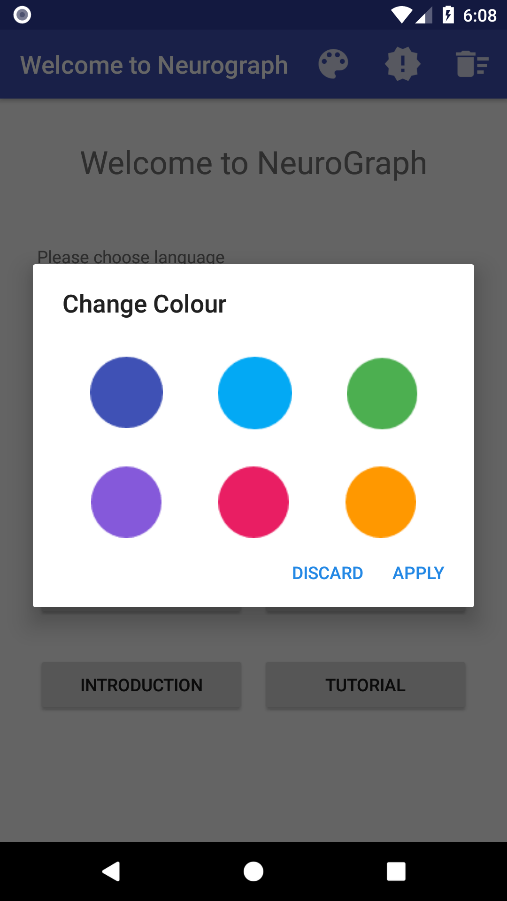 6:08
Welcome to Neurograph
Welcome to NeuroGraph
Please choose language
Change Colour
DISCARD APPLY
INTRODUCTION TUTORIAL